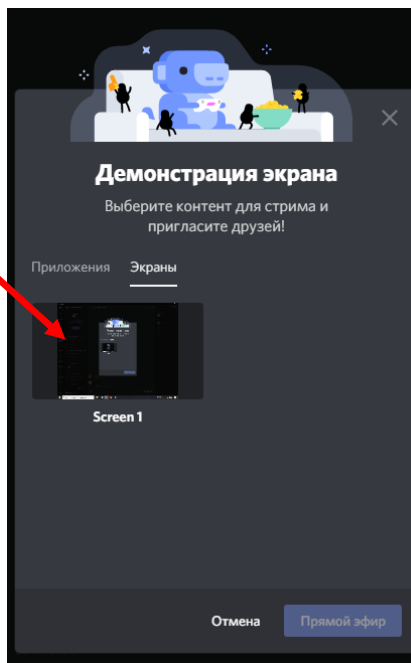 Демонстрация экрана
Выберите контент для стрима и
пригласите друзей!
Приложения Экраны
Screen 1
Отмена Прямой эфир